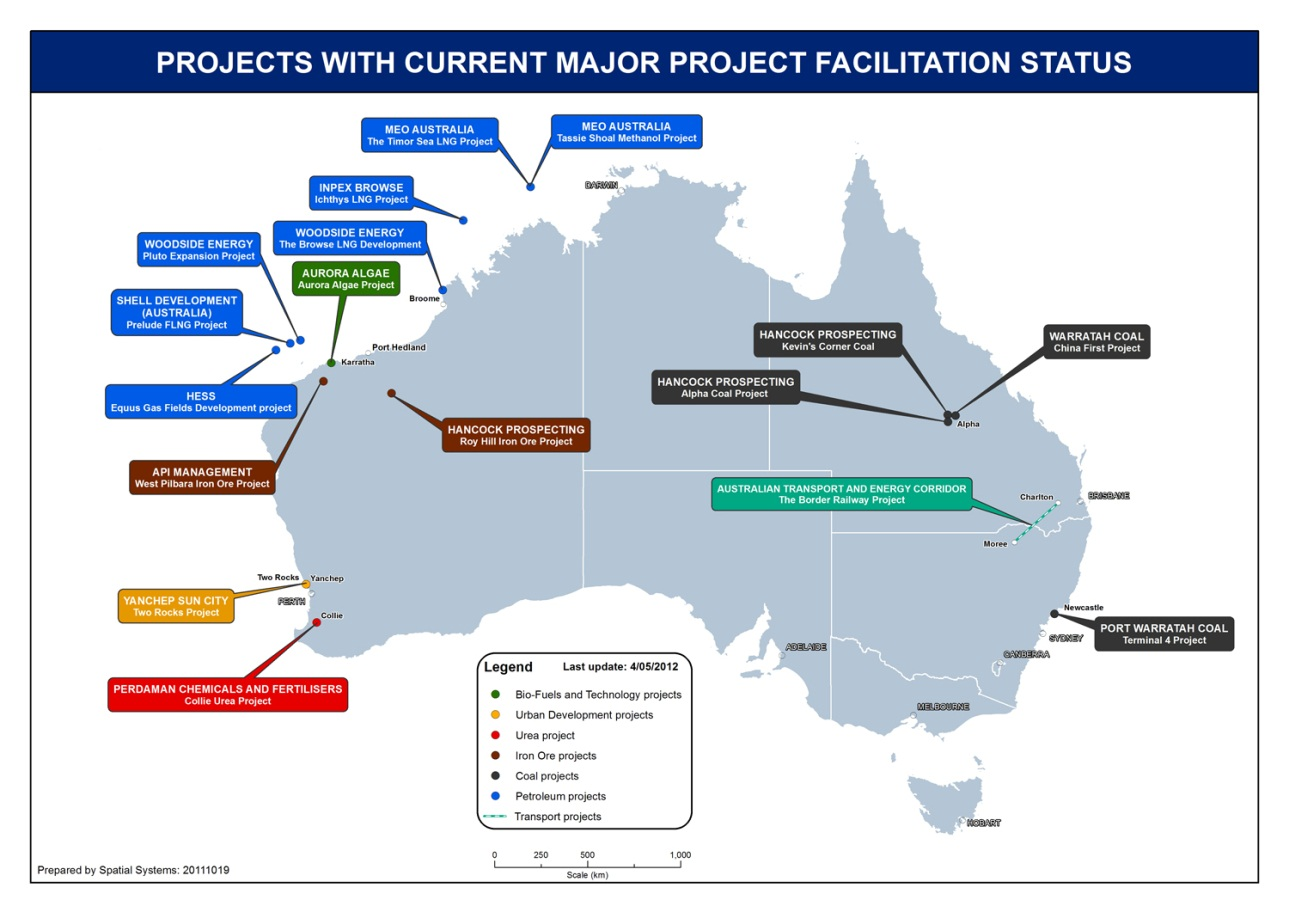 PROJECTS WITH CURRENT MAJOR PROJECT FACILITATION STATUS
MEO AUSTRALIA
The Timor Sea LNG Project
MEO AUSTRALIA
Tassie Shoal Methanol Project
DARWIN
INPEX BROWSE
Ichthys LNG Project
WOODSIDE ENERGY
The Browse LNG Development
WOODSIDE ENERGY
Pluto Expansion Project
AURORA ALGAE
Aurora Algae Project
SHELL DEVELOPMENT
(AUSTRALIA)
Prelude FLNG Project
Broome
Port Hedland
Karratha
HESS
Equus Gas Fields Development project
HANCOCK PROSPECTING
Kevin's Corner Coal
WARRATAH COAL
China First Project
HANCOCK PROSPECTING
Alpha Coal Project
Alpha
HANCOCK PROSPECTING
Roy Hill Iron Ore Project
API MANAGEMENT
West Pilbara Iron Ore Project
AUSTRALIAN TRANSPORT AND ENERGY CORRIDOR
The Border Railway Project
Charlton
BRISBANE
Moree
Two Rocks
Yanchep
YANCHEP SUN CITY
Two Rocks Project
PERTH
Collie
Newcastle
PORT WARRATAH COAL
Terminal 4 Project
SYDNEY
ADELAIDE
CANBERRA
PERDAMAN CHEMICALS AND FERTILISERS
Collie Urea Project
MELBOURNE
HOBART
Legend
Last update: 4/05/2012
Bio-Fuels and Technology projects
Urban Development projects
Urea project
Iron Ore projects
Coal projects
Petroleum projects
Transport projects
0 250 500 1,000
Scale (km)
Prepared by Spatial Systems: 20111019